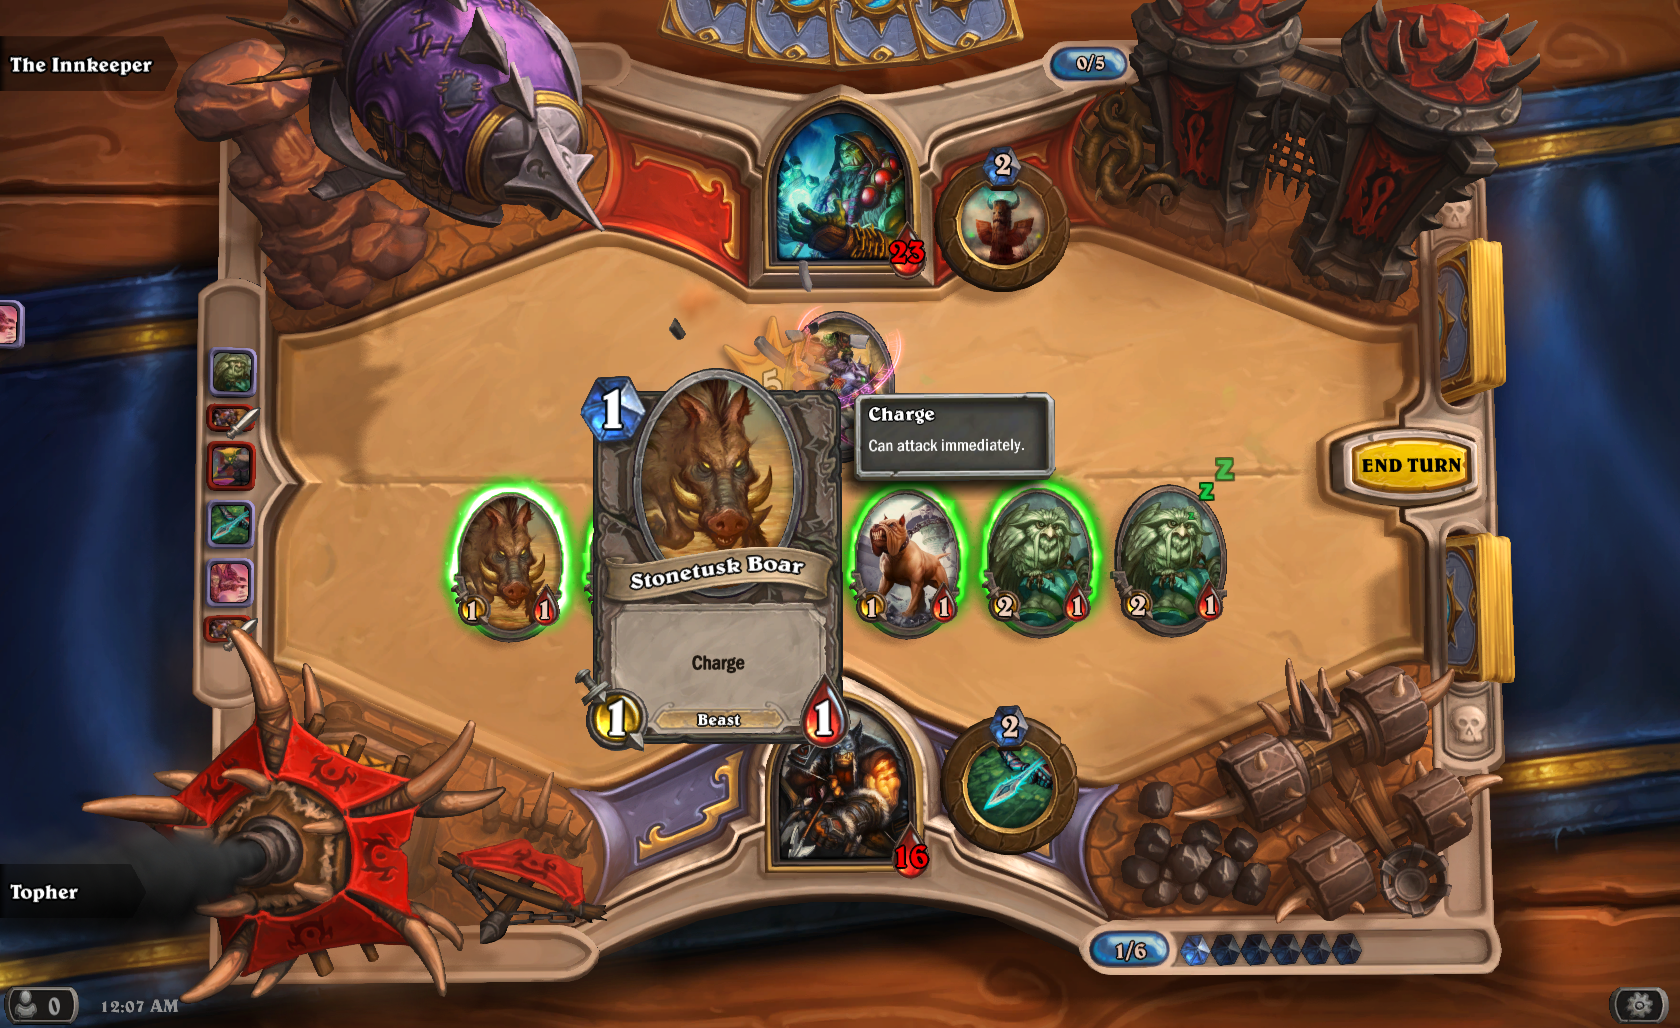 The Innkeeper
0/5
2
23
5
1
Charge
Can attack immediately.
END TURN
Z
Z
Stonetusk Boar
1
1
1
1
2
1
2
1
Charge
1
Beast
1
2
16
Topher
1/6
0
12:07 AM